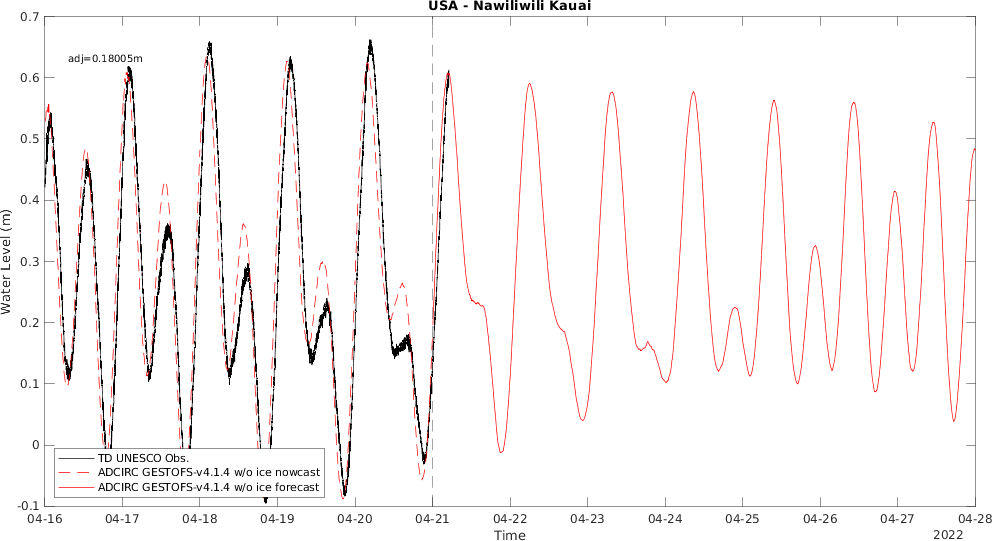 USA - Nawiliwili Kauai
adj=0.18005m
0.7
0.6
0.5
0.4
0.3
0.2
0.1
0
-0.1
Water Level (m)
TD UNESCO Obs.
ADCIRC GESTOFS-v4.1.4 w/o ice nowcast
ADCIRC GESTOFS-v4.1.4 w/o ice forecast
04-16 04-17 04-18 04-19 04-20 04-21 04-22 04-23 04-24 04-25 04-26 04-27 04-28
Time
2022